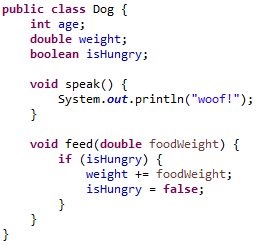 public class Dog {
    int age;
    double weight;
    boolean isHungry;

    void speak() {
        System.out.println("woof!");
    }

    void feed(double foodWeight) {
        if (isHungry) {
            weight += foodWeight;
            isHungry = false;
        }
    }
}